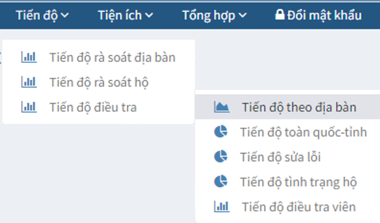 Tiến độ Tiện ích Tổng hợp Đổi mật khẩu
Tiến độ rà soát địa bàn
Tiến độ rà soát hộ
Tiến độ điều tra
Tiến độ theo địa bàn
Tiến độ toàn quốc-tỉnh
Tiến độ sửa lỗi
Tiến độ tình trạng hộ
Tiến độ điều tra viên